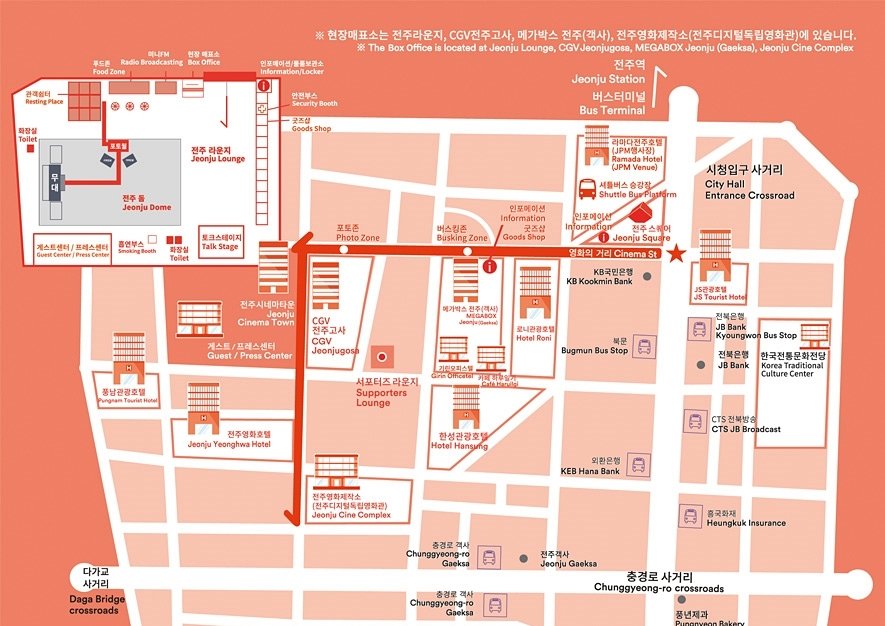 ※ 현장매표소는 전주라운지, CGV전주고사, 메가박스 전주(객사), 전주영화제작소(전주디지털독립영화관)에 있습니다.
※ The Box Office is located at Jeonju Lounge, CGVJeonjugosa, MEGABOX Jeonju (Gaeksa), Jeonju Cine Complex
전주역
Jeonju Station
버스터미널
Bus Terminal
푸드존
Food Zone
미니FM
Radio Broadcasting
현장 매표소
Box Office
인포메이션/물품보관소
Information/Locker
관객쉼터
Resting Place
안전부스
Security Booth
굿즈샵
Goods Shop
화장실
Toilet
포토월
전주 라운지
Jeonju Lounge
무대
전주 돔
Jeonju Dome
게스트센터 / 프레스센터
Guest Center / Press Center
흡연부스
Smoking Booth
화장실
Toilet
토크스테이지
Talk Stage
라마다전주호텔
(JPM행사장)
Ramada Hotel
(JPM Venue)
셔틀버스 승강장
Shuttle Bus Platform
시청입구 사거리
City Hall
Entrance Crossroad
인포메이션
Information
전주 스퀘어
Jeonju Square
포토존
Photo Zone
버스킹존
Busking Zone
인포메이션
Information
굿즈샵
Goods Shop
영화의 거리 Cinema St
전주시네마타운
Jeonju
Cinema Town
CGV
전주고사
CGV
Jeonjugosa
메가박스 전주(객사)
MEGABOX
Jeonju (Gaeksa)
로니관광호텔
Hotel Roni
KB국민은행
KB Kookmin Bank
JS관광호텔
JS Tourist Hotel
게스트 / 프레스센터
Guest / Press Center
북문
Bugmun Bus Stop
전북은행
JB Bank
Kyoungwon Bus Stop
전북은행
JB Bank
한국전통문화전당
Korea Traditional
Culture Center
기린오피스텔
Girin Officetel
카페 하루일기
Café Haruilgi
서포터즈 라운지
Supporters
Lounge
풍남관광호텔
Pungnam Tourist Hotel
전주영화호텔
Jeonju Yeonghwa Hotel
한성관광호텔
Hotel Hansung
CTS 전북방송
CTS JB Broadcast
외환은행
KEB Hana Bank
전주영화제작소
(전주디지털독립영화관)
Jeonju Cine Complex
흥국화재
Heungkuk Insurance
충경로 객사
Chunggyeong-ro
Gaeksa
전주객사
Jeonju Gaeksa
다가교
사거리
Daga Bridge
crossroads
충경로 사거리
Chunggyeong-ro crossroads
충경로 객사
Chunggyeong-ro
Gaeksa
풍년제과
Pungnyeon Bakery